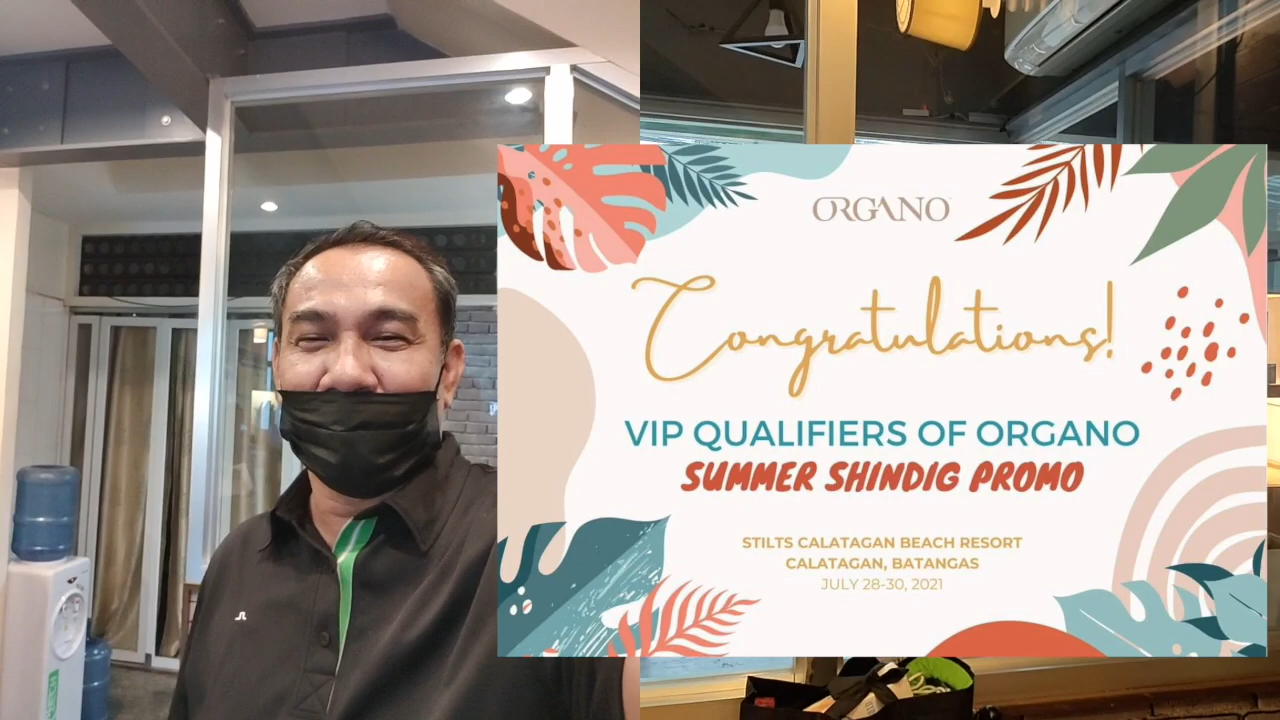 ORGANO
Congratulations!
VIP QUALIFIERS OF ORGANO
SUMMER SHINDIG PROMO
STILTS CALATAGAN BEACH RESORT
CALATAGAN, BATANGAS
JULY 28-30, 2021